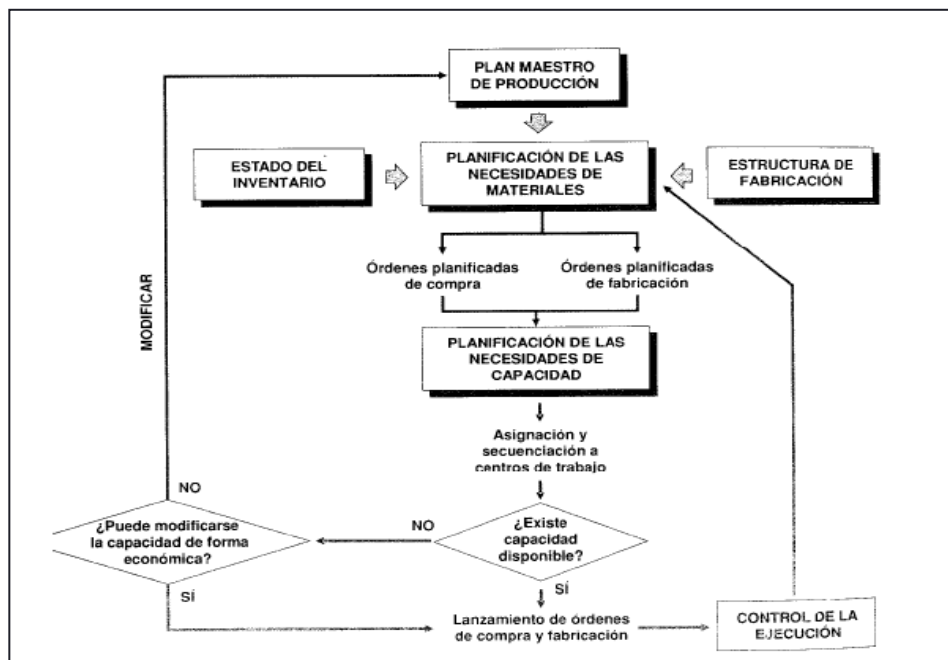 PLAN MAESTRO
DE PRODUCCIÓN
ESTADO DEL
INVENTARIO
PLANIFICACIÓN DE LAS
NECESIDADES DE
MATERIALES
ESTRUCTURA DE
FABRICACIÓN
Órdenes planificadas
de compra
Órdenes planificadas
de fabricación
MODIFICAR
PLANIFICACIÓN DE LAS
NECESIDADES DE
CAPACIDAD
Asignación y
secuenciación a
centros de trabajo
NO
¿Puede modificarse
la capacidad de forma
económica?
NO
¿Existe
capacidad
disponible?
SÍ
SÍ
Lanzamiento de órdenes
de compra y fabricación
CONTROL DE LA
EJECUCIÓN